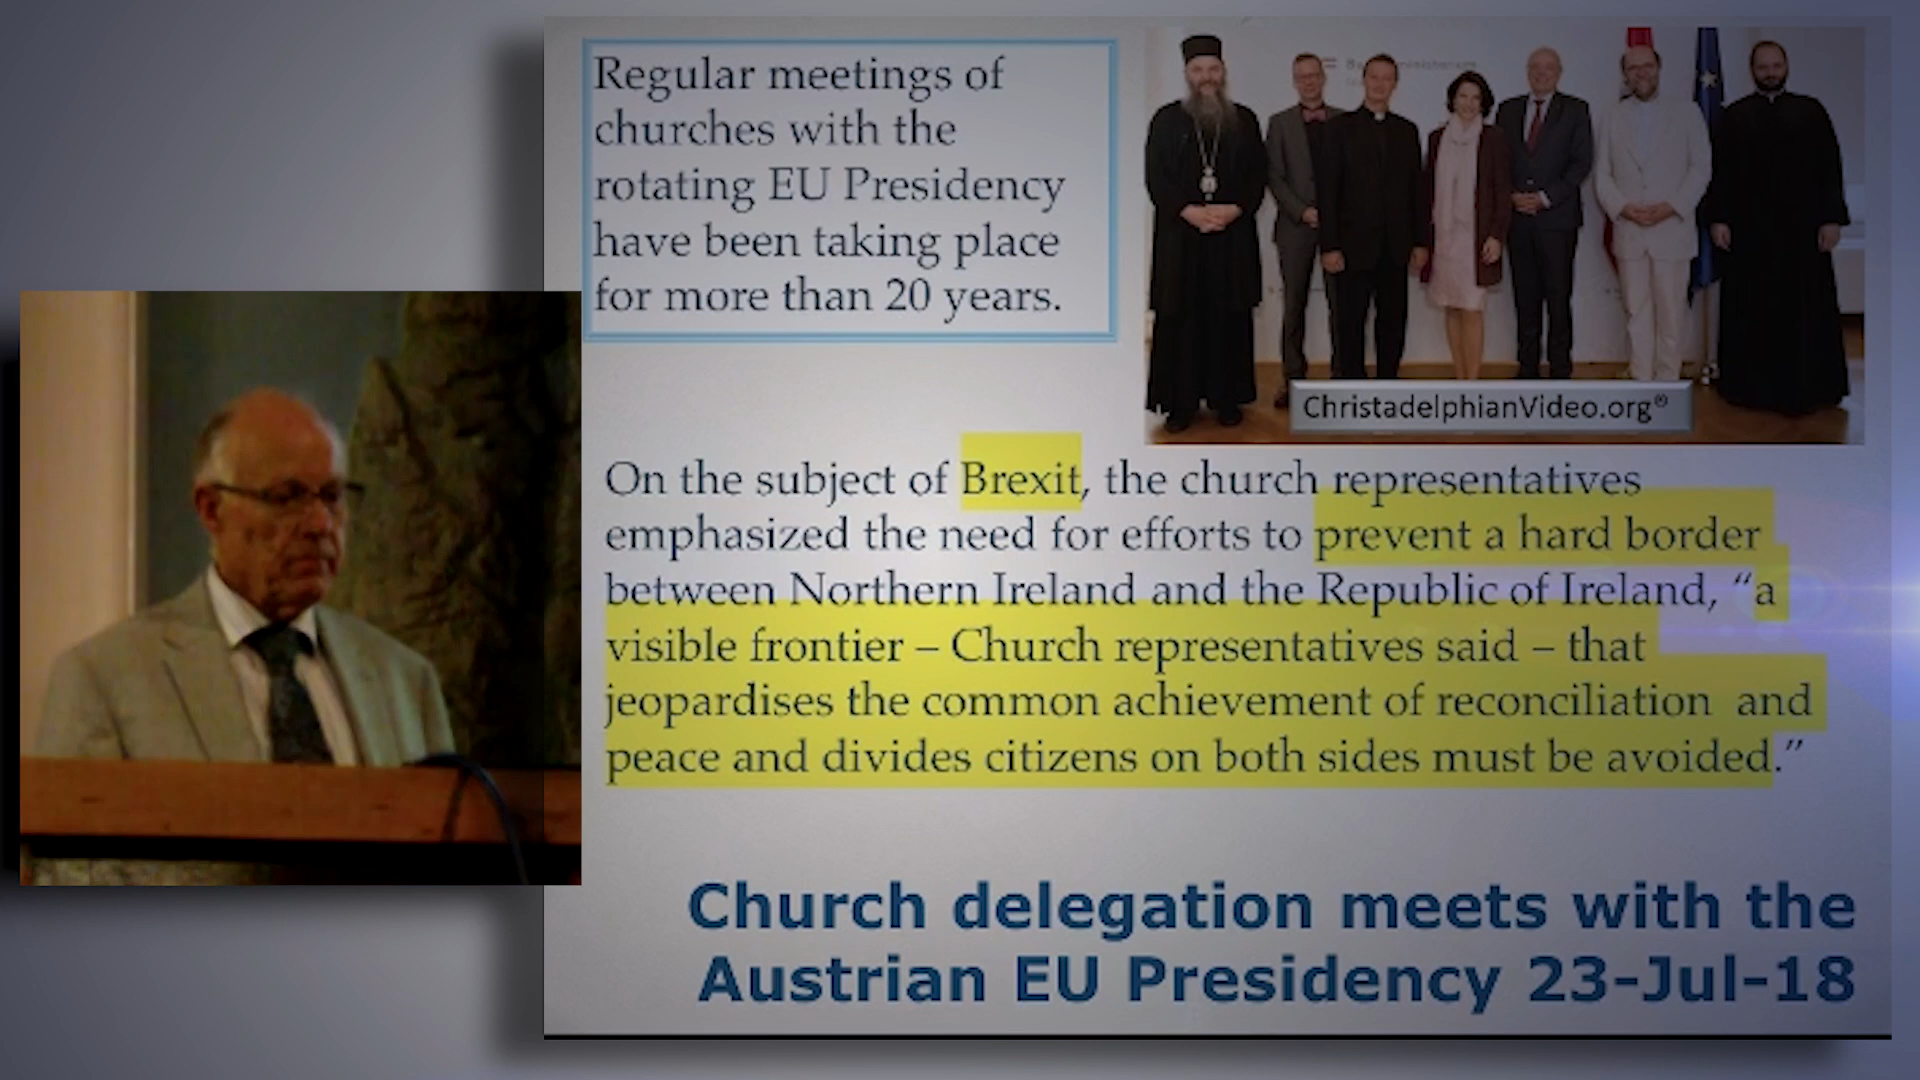 Regular meetings of
churches with the
rotating EU Presidency
have been taking place
for more than 20 years.
ChristadelphianVideo.org®
On the subject of Brexit, the church representatives
emphasized the need for efforts to prevent a hard border
between Northern Ireland and the Republic of Ireland, “a
visible frontier – Church representatives said – that
jeopardises the common achievement of reconciliation and
peace and divides citizens on both sides must be avoided.”
Church delegation meets with the
Austrian EU Presidency 23-Jul-18